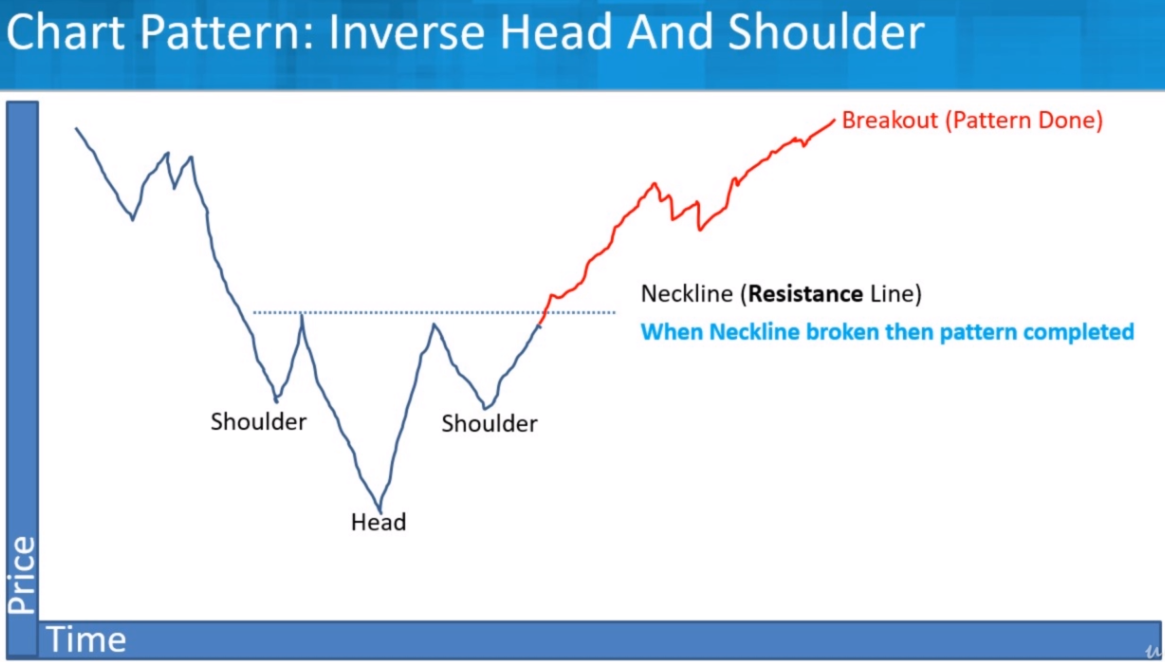 Chart Pattern: Inverse Head And Shoulder
Breakout (Pattern Done)
Neckline (Resistance Line)
When Neckline broken then pattern completed
Shoulder
Shoulder
Head
Price
Time
u